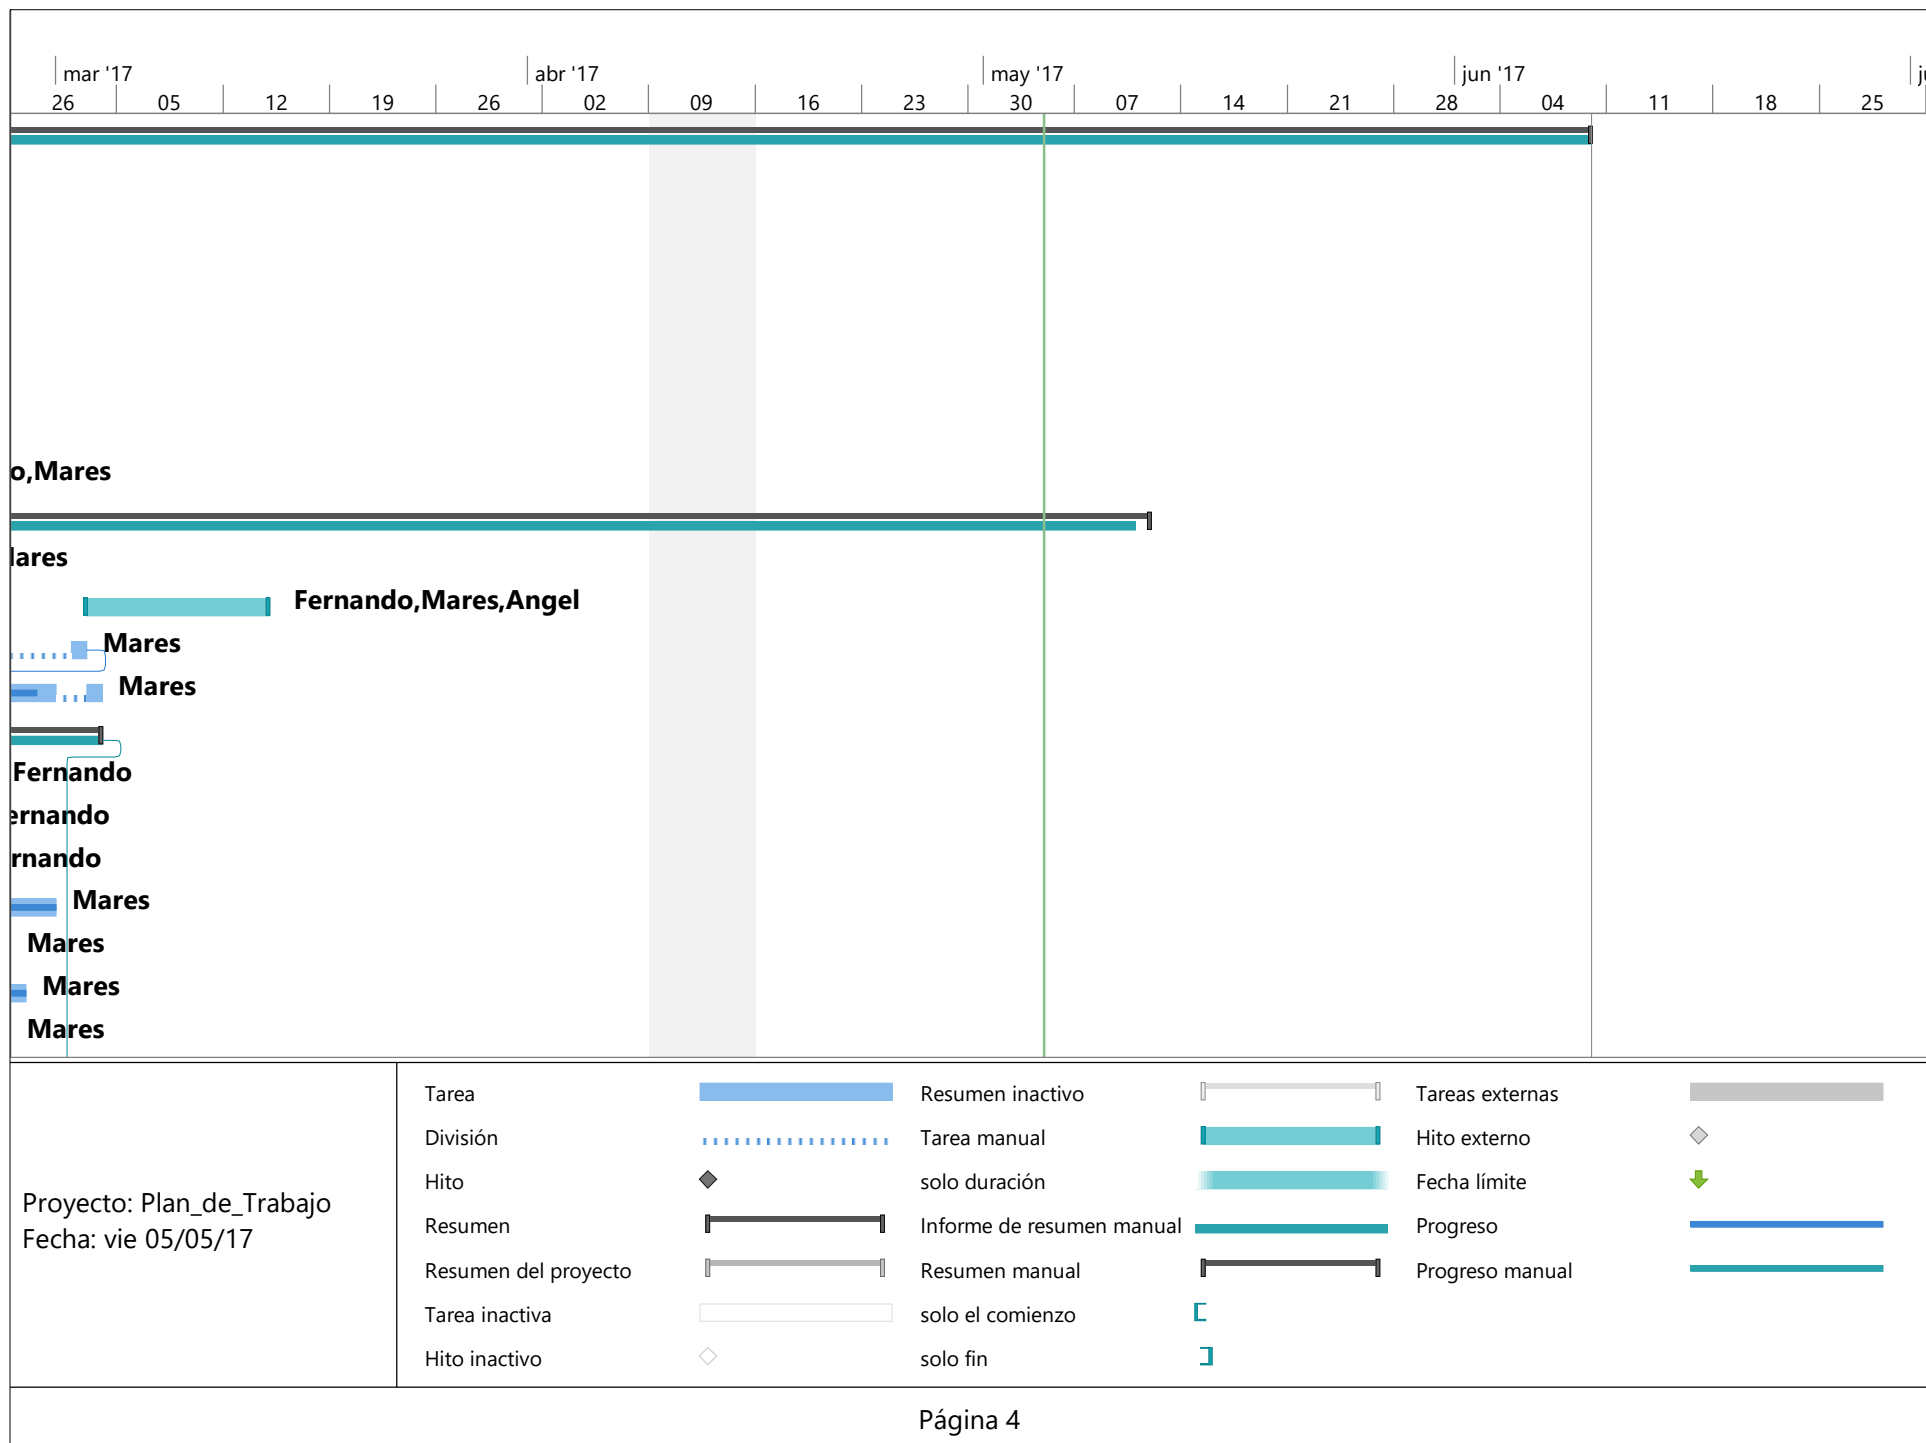 mar '17 abr '17 may '17 jun '17 ju
26 05 12 19 26 02 09 16 23 30 07 14 21 28 04 11 18 25
o,Mares
Mares
Fernando,Mares,Angel
Mares
Mares
Fernando
ernando
rnando
Mares
Mares
Mares
Mares
Proyecto: Plan_de_Trabajo
Fecha: vie 05/05/17
Tarea
División
Hito
Resumen
Resumen del proyecto
Tarea inactiva
Hito inactivo
Resumen inactivo
Tarea manual
solo duración
Informe de resumen manual
Resumen manual
solo el comienzo
solo fin
Tareas externas
Hito externo
Fecha límite
Progreso
Progreso manual
Página 4